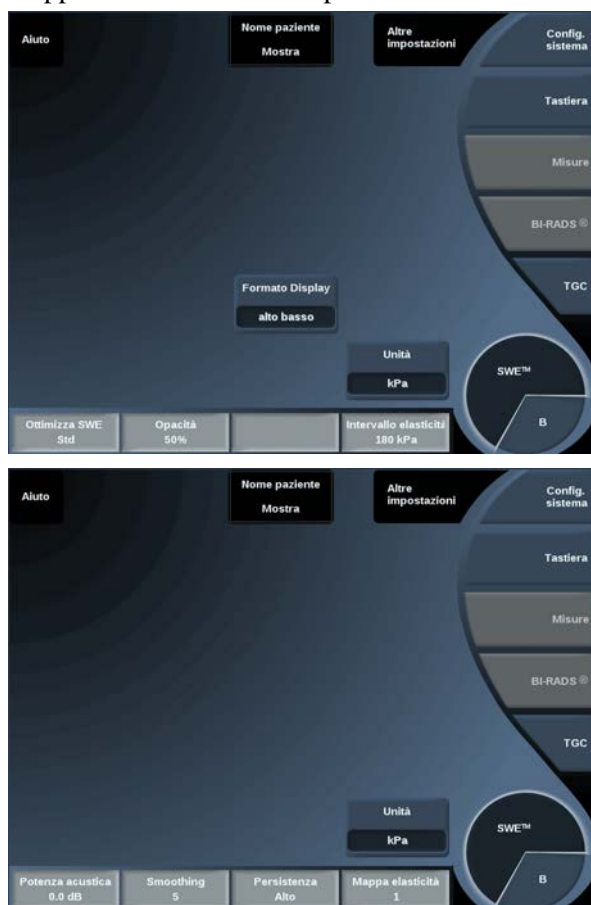 Aiuto
Nome paziente
Mostra
Altre
impostazioni
Config.
sistema
Tastiera
Misure
BI-RADS ®
TGC
Formato Display
alto basso
Unità
kPa
SWE™
B
Ottimizza SWE
Std
Opacità
50%
Intervallo elasticità
180 kPa
Aiuto
Nome paziente
Mostra
Altre
impostazioni
Config.
sistema
Tastiera
Misure
BI-RADS ®
TGC
Unità
kPa
SWE™
B
Potenza acustica
0.0 dB
Smoothing
5
Persistenza
Alto
Mappa elasticità
1